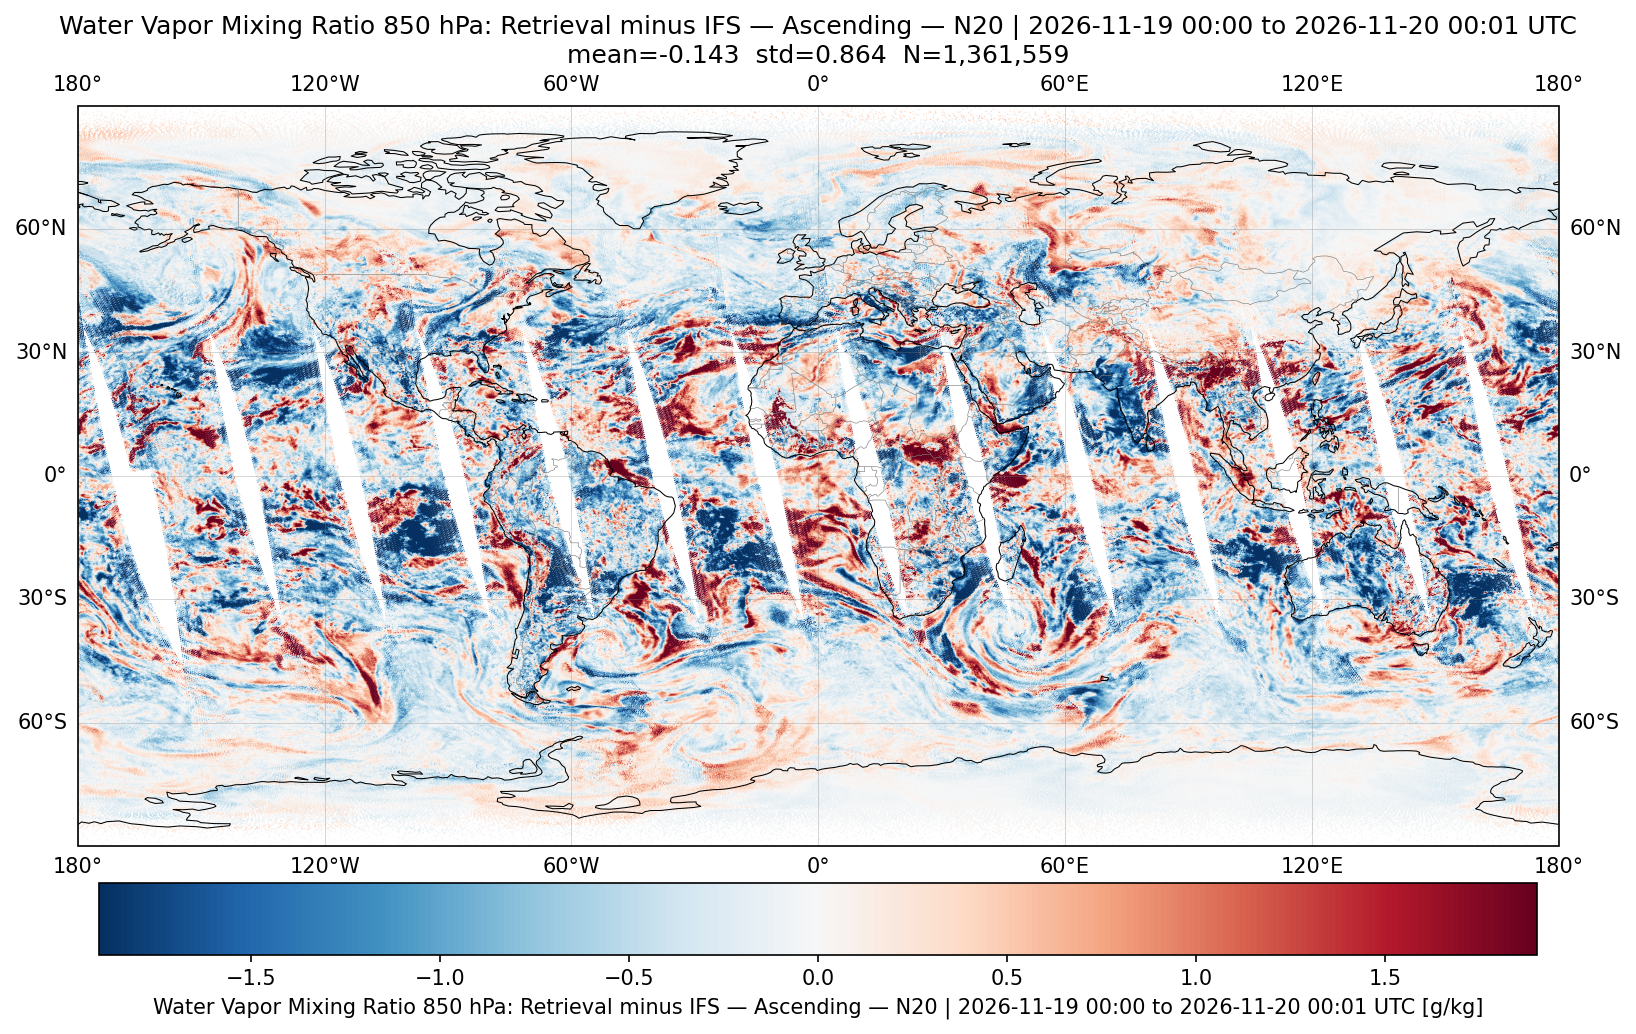 Water Vapor Mixing Ratio 850 hPa: Retrieval minus IFS — Ascending — N20 | 2026-11-19 00:00 to 2026-11-20 00:01 UTC
mean=-0.143  std=0.864  N=1,361,559
180° 120°W 60°W 0° 60°E 120°E 180°
60°N 60°N
30°N 30°N
0° 0°
30°S 30°S
60°S 60°S
180° 120°W 60°W 0° 60°E 120°E 180°
−1.5 −1.0 −0.5 0.0 0.5 1.0 1.5
Water Vapor Mixing Ratio 850 hPa: Retrieval minus IFS — Ascending — N20 | 2026-11-19 00:00 to 2026-11-20 00:01 UTC [g/kg]